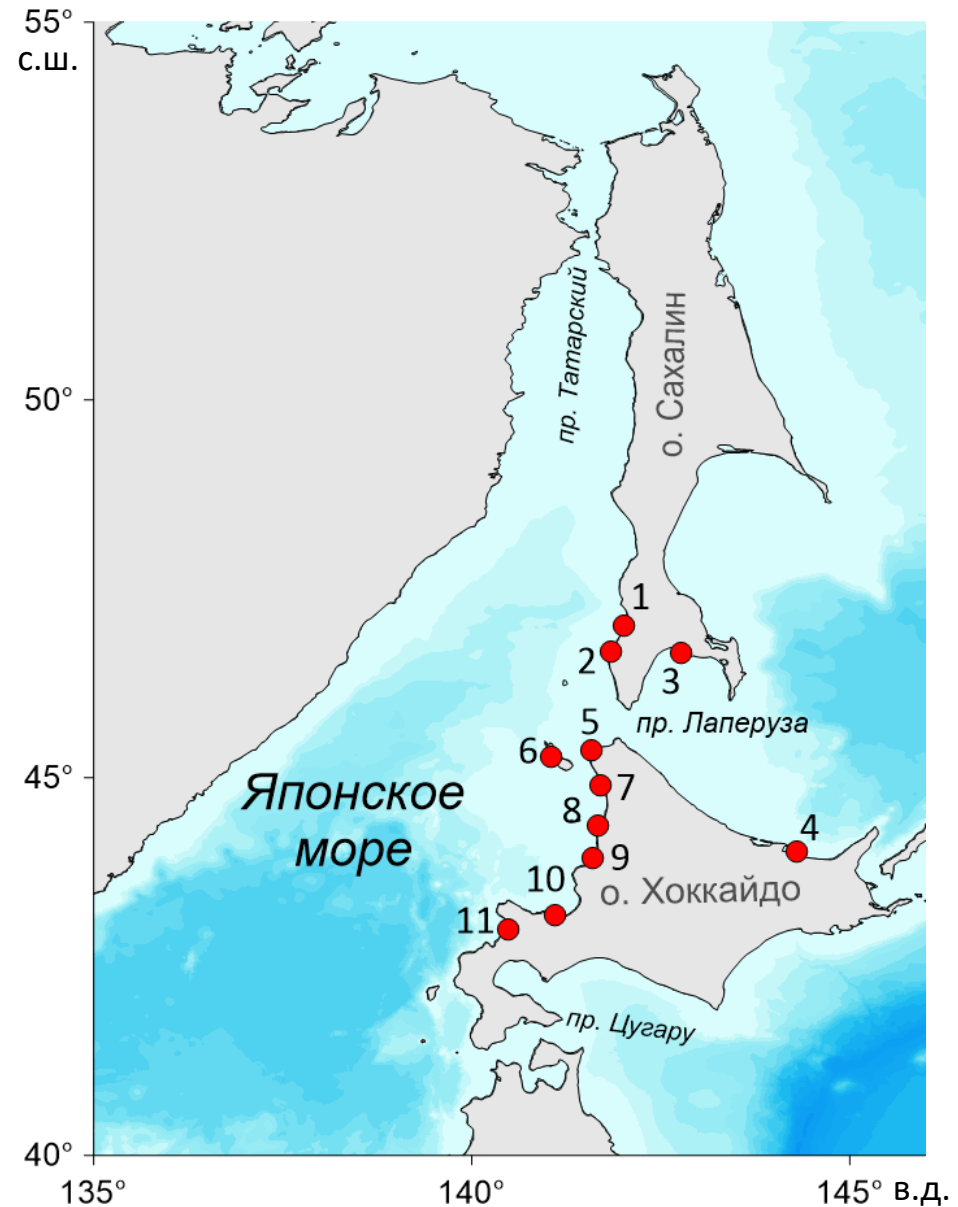 55°
с.ш.
пр. Татарский
о. Сахалин
50°
1
2
3
пр. Лаперуза
5
6
45°
Японское
море
7
8
4
9
10
о. Хоккайдо
11
пр. Цугару
40°
135°
140°
145° в.д.